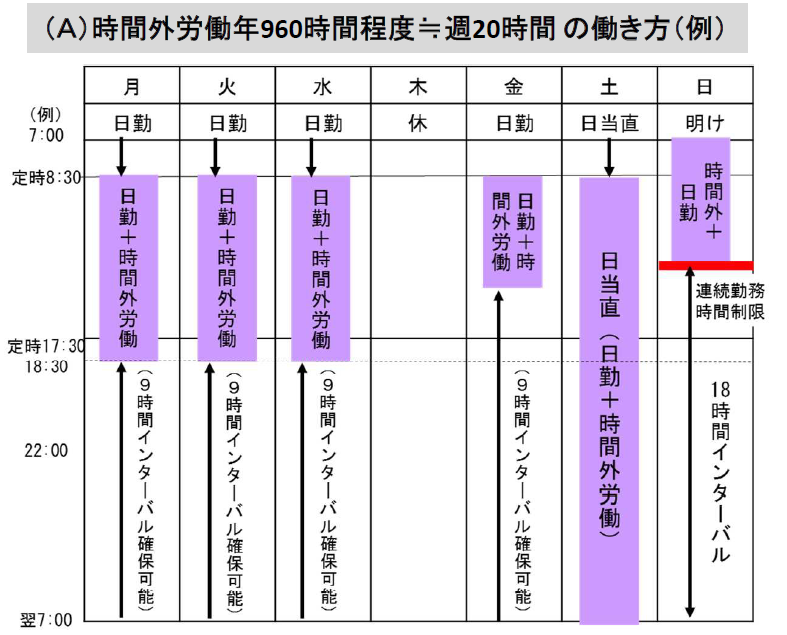 （A）時間外労働年960時間程度≒週20時間 の働き方（例）
月 火 水 木 金 土 日
（例）
7：00
日勤 日勤 日勤 休 日勤 日当直 明け
定時8：30
日勤＋時間外労働
日勤＋時間外労働
日勤＋時間外労働
日勤＋時
間外労働
日当直（日勤＋時間外労働）
時間外＋
日勤
連続勤務
時間制限
定時17：30
18：30
（９時間インターバル確保可能）
（９時間インターバル確保可能）
（９時間インターバル確保可能）
（９時間インターバル確保可能）
18時間インターバル
22：00
翌7：00